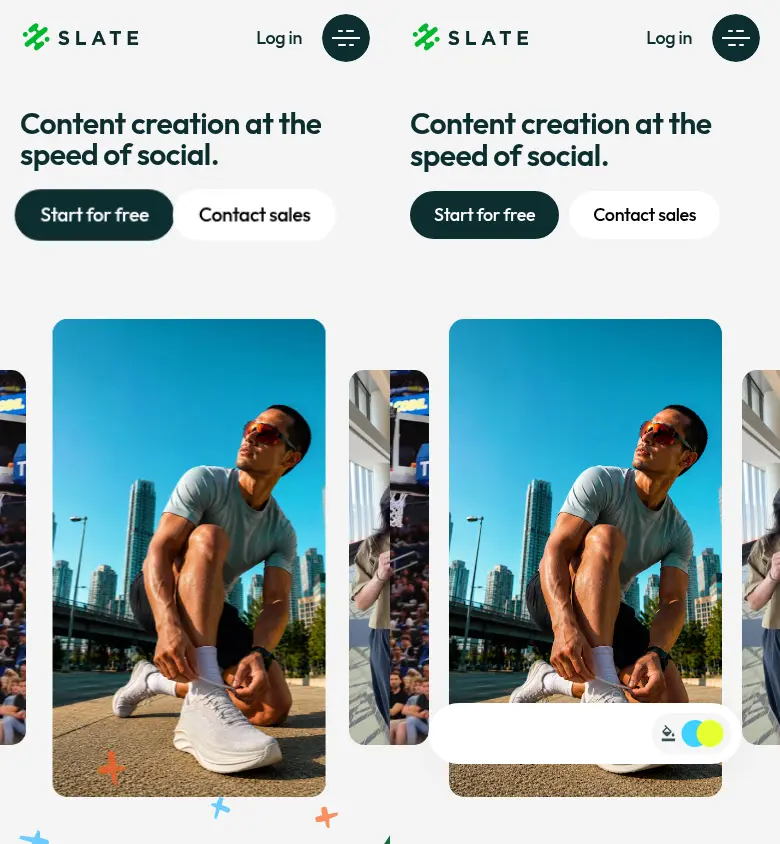 SLATE
Log in
Content creation at the
speed of social.
Start for free
Contact sales
SLATE
Log in
Content creation at the
speed of social.
Start for free
Contact sales